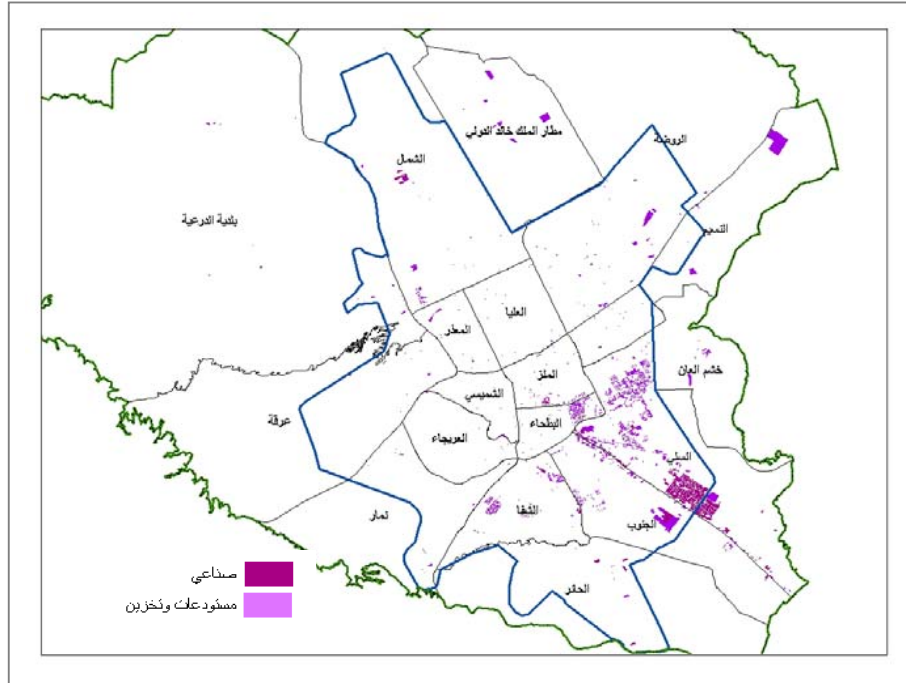 مطار الملك خالد الدولي
الروضة
الشمال
بلدية الدرعية
النسيم
العليا
المعذر
الملز
خشم العان
الشميسي
عرقة
البطحاء
العريجاء
السلي
الشفا
نمار
الجنوب
الحائر
صناعي
مستودعات وتخزين